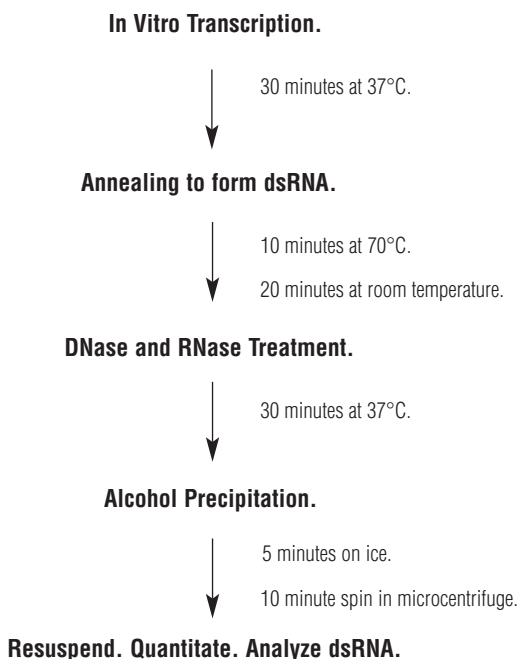 In Vitro Transcription.
30 minutes at 37°C.
Annealing to form dsRNA.
10 minutes at 70°C.
20 minutes at room temperature.
DNase and RNase Treatment.
30 minutes at 37°C.
Alcohol Precipitation.
5 minutes on ice.
10 minute spin in microcentrifuge.
Resuspend. Quantitate. Analyze dsRNA.